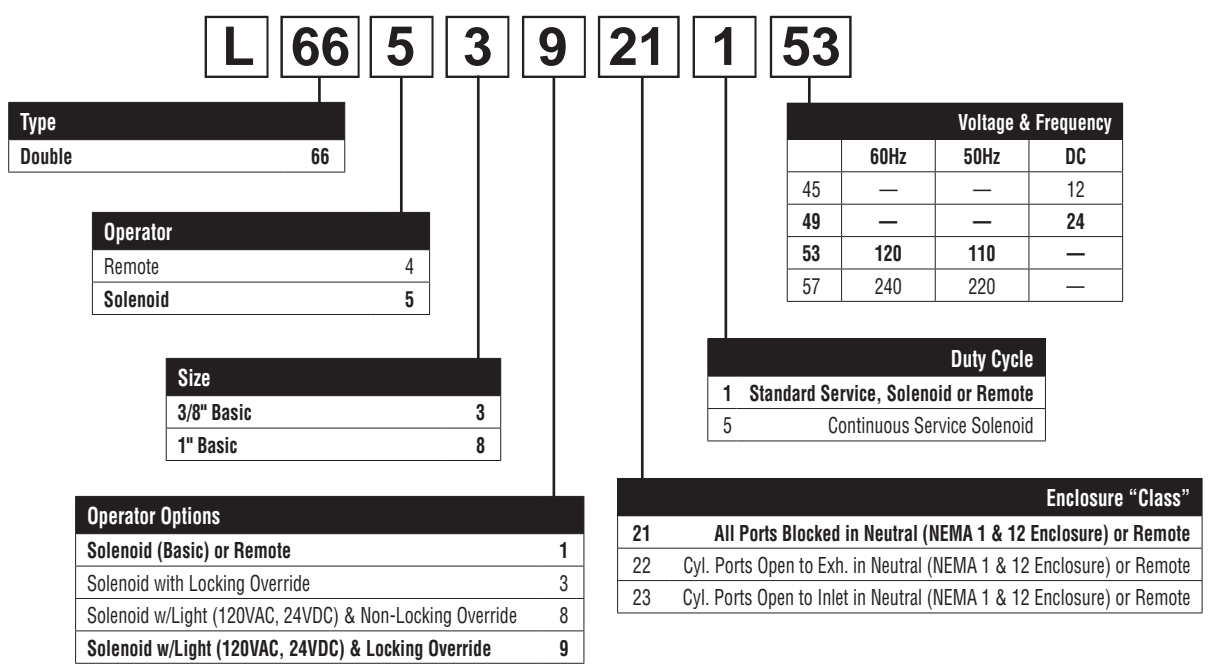 L 66 5 3 9 21 1 53
Type
Double 66
Voltage & Frequency
60Hz 50Hz DC
45 — — 12
49 — — 24
53 120 110 —
57 240 220 —
Operator
Remote 4
Solenoid 5
Size
3/8" Basic 3
1" Basic 8
Duty Cycle
1 Standard Service, Solenoid or Remote
5 Continuous Service Solenoid
Operator Options
Solenoid (Basic) or Remote 1
Solenoid with Locking Override 3
Solenoid w/Light (120VAC, 24VDC) & Non-Locking Override 8
Solenoid w/Light (120VAC, 24VDC) & Locking Override 9
Enclosure “Class”
21 All Ports Blocked in Neutral (NEMA 1 & 12 Enclosure) or Remote
22 Cyl. Ports Open to Exh. in Neutral (NEMA 1 & 12 Enclosure) or Remote
23 Cyl. Ports Open to Inlet in Neutral (NEMA 1 & 12 Enclosure) or Remote